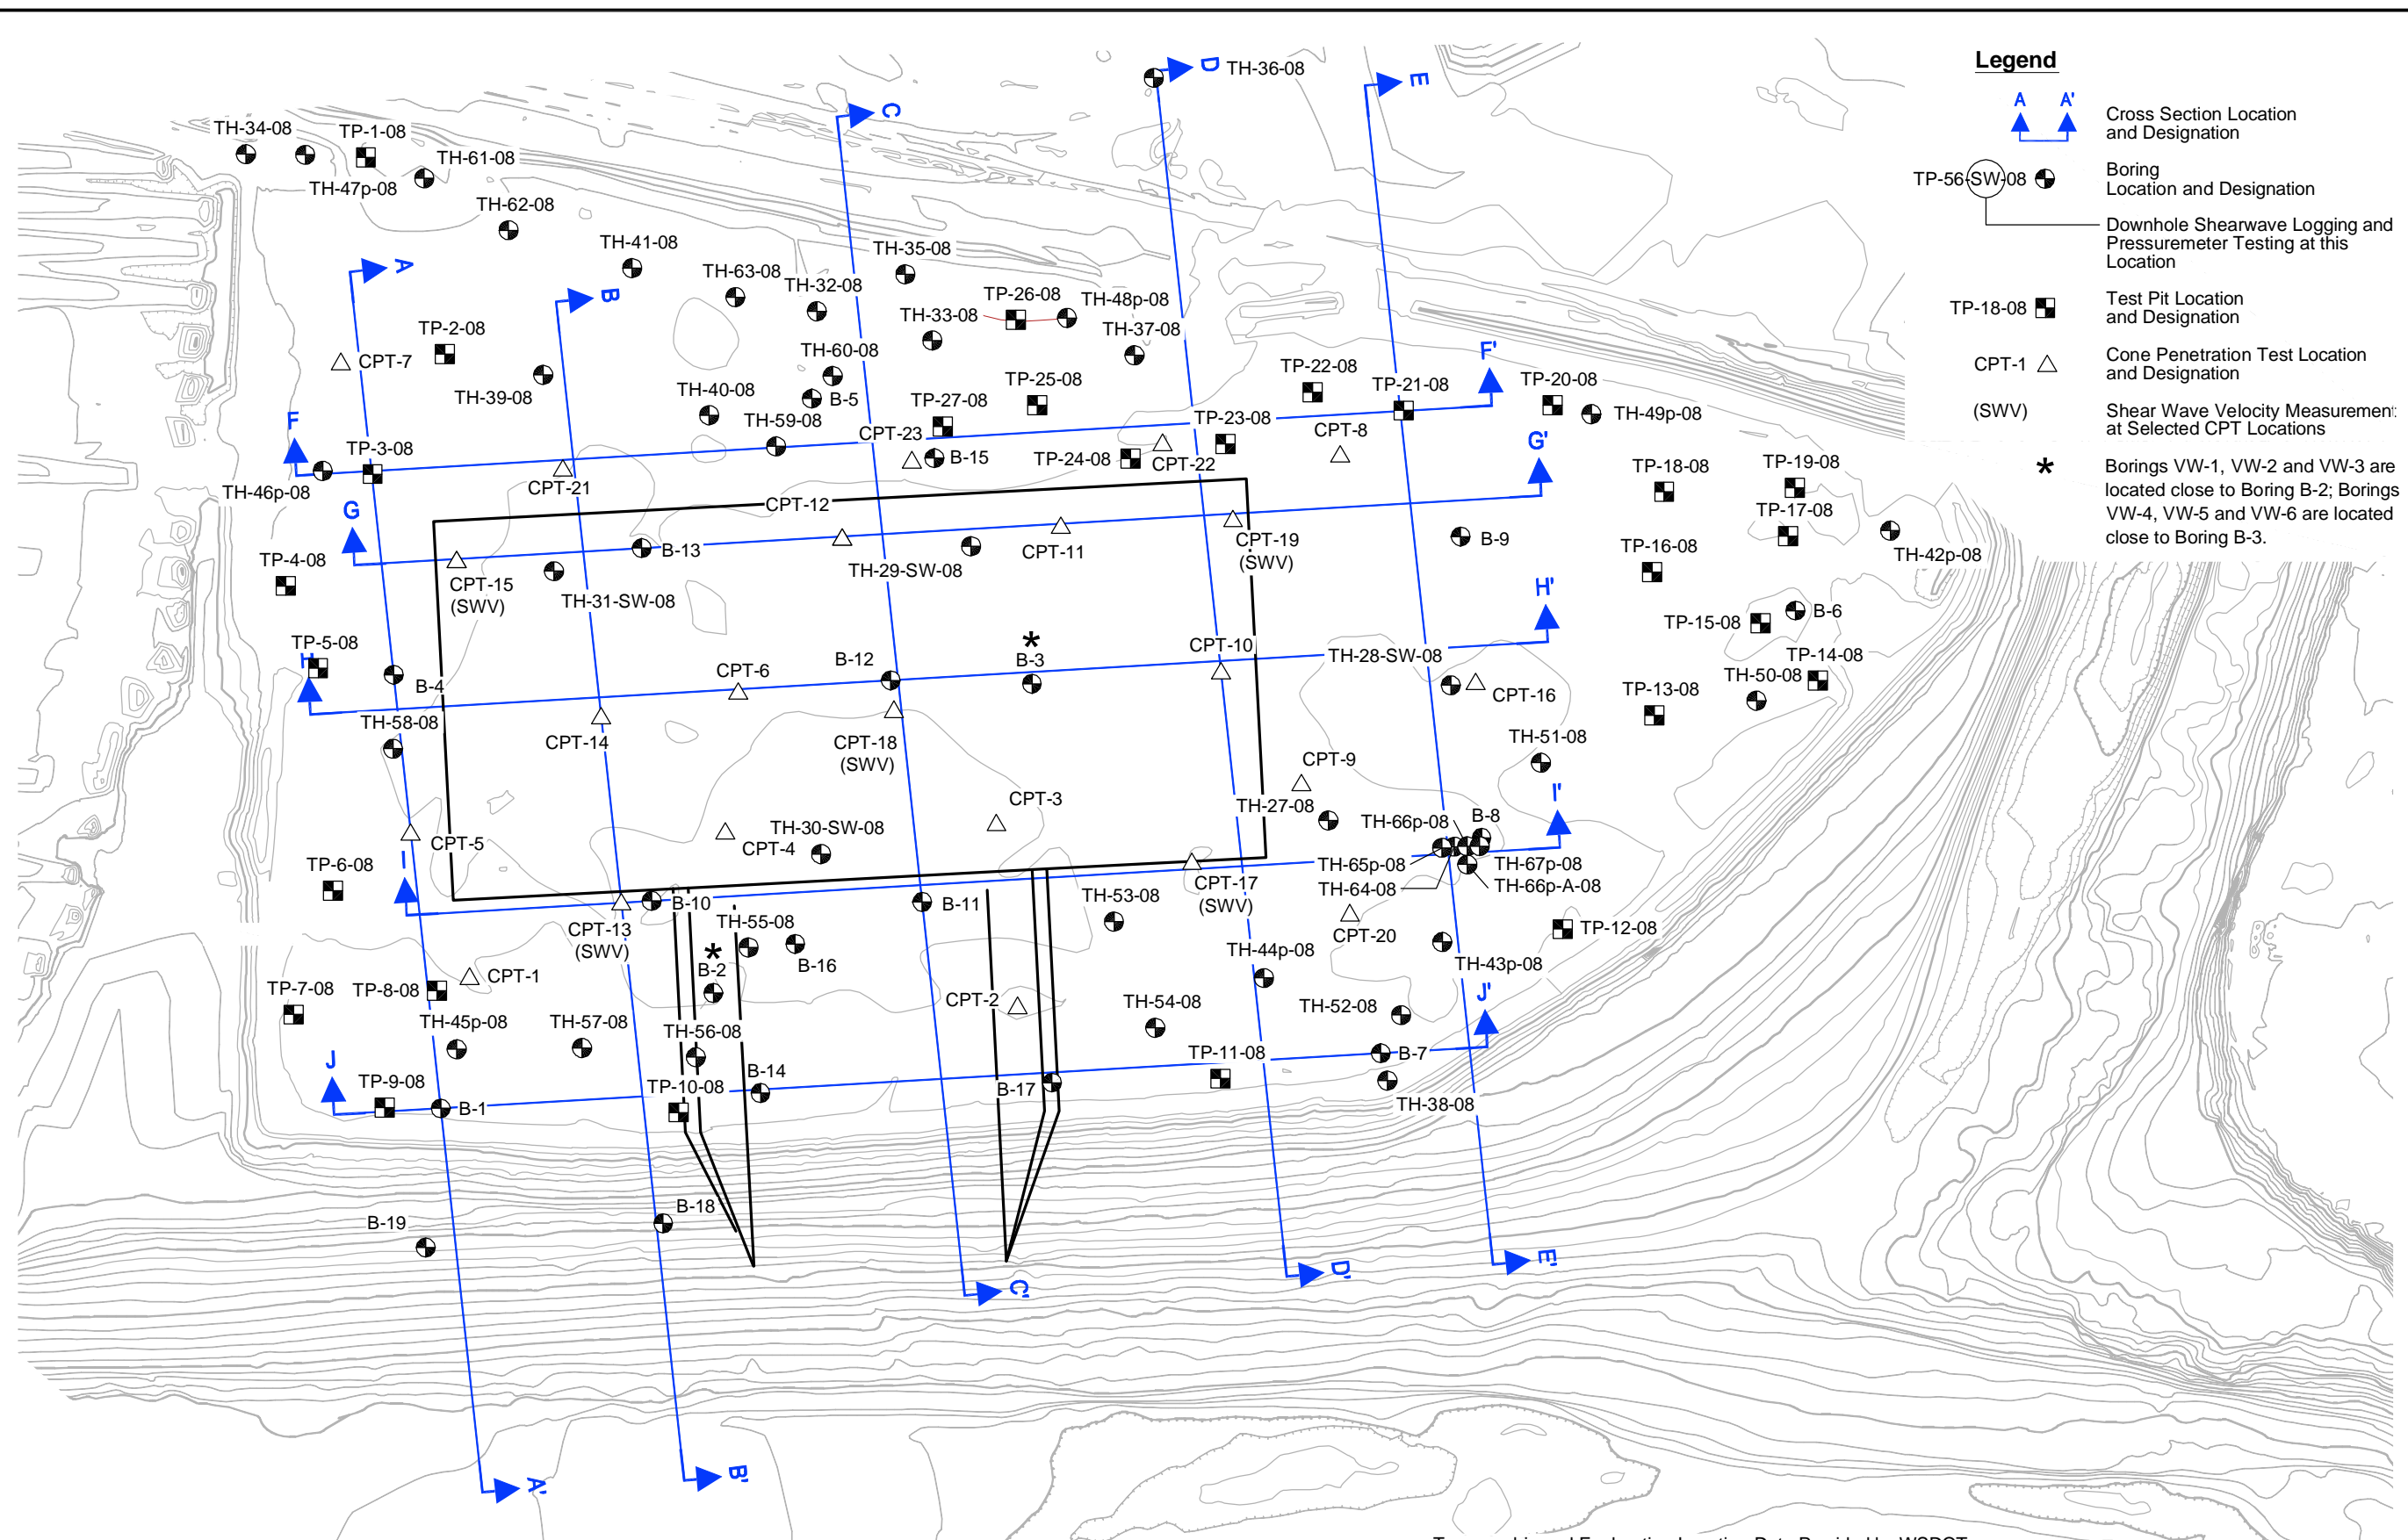 Legend
A A'
Cross Section Location
and Designation
TP-56-SW-08
Boring
Location and Designation
Downhole Shearwave Logging and
Pressuremeter Testing at this
Location
TP-18-08
Test Pit Location
and Designation
CPT-1
Cone Penetration Test Location
and Designation
(SWV)
Shear Wave Velocity Measurement
at Selected CPT Locations
*
Borings VW-1, VW-2 and VW-3 are
located close to Boring B-2; Borings
VW-4, VW-5 and VW-6 are located
close to Boring B-3.
D
TH-36-08
E
C
TH-34-08
TP-1-08
TH-61-08
TH-47p-08
TH-62-08
TH-41-08
TH-35-08
A
TH-63-08
TH-32-08
B
TP-26-08
TH-48p-08
TH-33-08
TH-37-08
TP-2-08
CPT-7
TH-60-08
F'
TP-22-08
TP-25-08
TP-21-08
TP-20-08
TH-39-08
TH-40-08
B-5
TP-27-08
TH-49p-08
F
TH-59-08
TP-23-08
CPT-23
CPT-8
G'
TP-3-08
B-15
TP-24-08
CPT-22
TP-18-08
TP-19-08
TH-46p-08
CPT-21
CPT-12
G
TP-17-08
CPT-19
(SWV)
B-9
B-13
CPT-11
TP-16-08
TH-42p-08
TP-4-08
CPT-15
(SWV)
TH-29-SW-08
TH-31-SW-08
H'
B-6
TP-15-08
TP-5-08
H
*
B-3
CPT-10
TH-28-SW-08
TP-14-08
B-12
CPT-6
TH-50-08
B-4
CPT-16
TP-13-08
TH-58-08
CPT-14
CPT-18
(SWV)
TH-51-08
CPT-9
I'
CPT-3
TH-27-08
TH-66p-08
B-8
TH-30-SW-08
CPT-4
CPT-5
I
TP-6-08
TH-65p-08
TH-67p-08
TH-64-08
TH-66p-A-08
CPT-17
(SWV)
TH-53-08
B-10
B-11
TH-55-08
CPT-13
(SWV)
CPT-20
TP-12-08
*
B-2
B-16
TH-44p-08
TH-43p-08
CPT-1
TP-7-08
TP-8-08
CPT-2
TH-54-08
TH-52-08
J'
TH-45p-08
TH-57-08
TH-56-08
TP-11-08
B-7
J
B-14
TP-9-08
TP-10-08
B-17
B-1
TH-38-08
B-18
B-19
E'
D'
C'
B'
A'